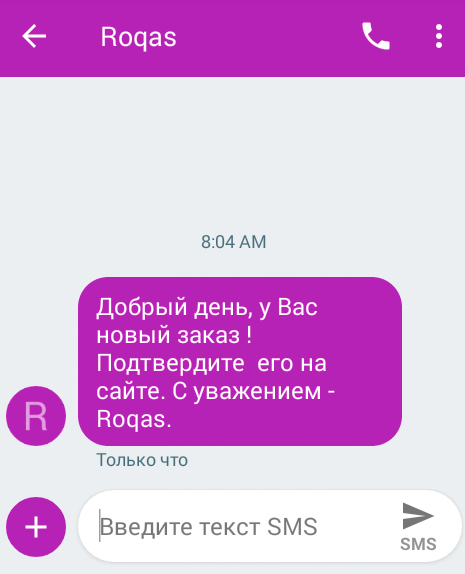 Roqas
8:04 AM
Добрый день, у Вас
новый заказ !
Подтвердите  его на
сайте. С уважением -
Roqas.
R
Только что
Введите текст SMS
SMS